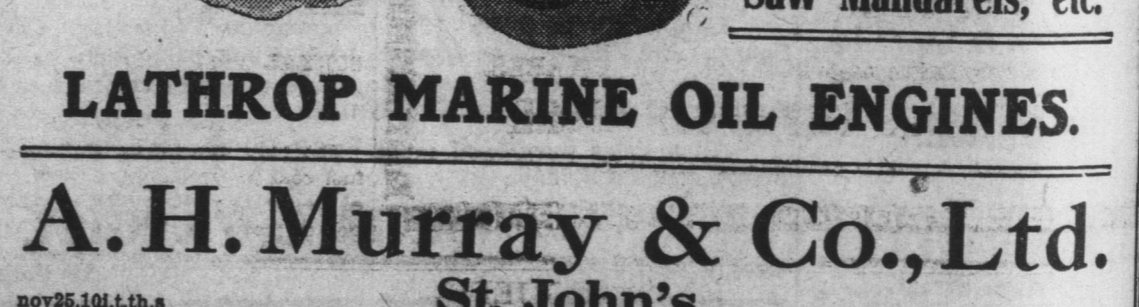 Saw Mandarels, etc.
LATHROP MARINE OIL ENGINES.
A. H. Murray & Co., Ltd.
St. John's
nov25,10i,t,th,s